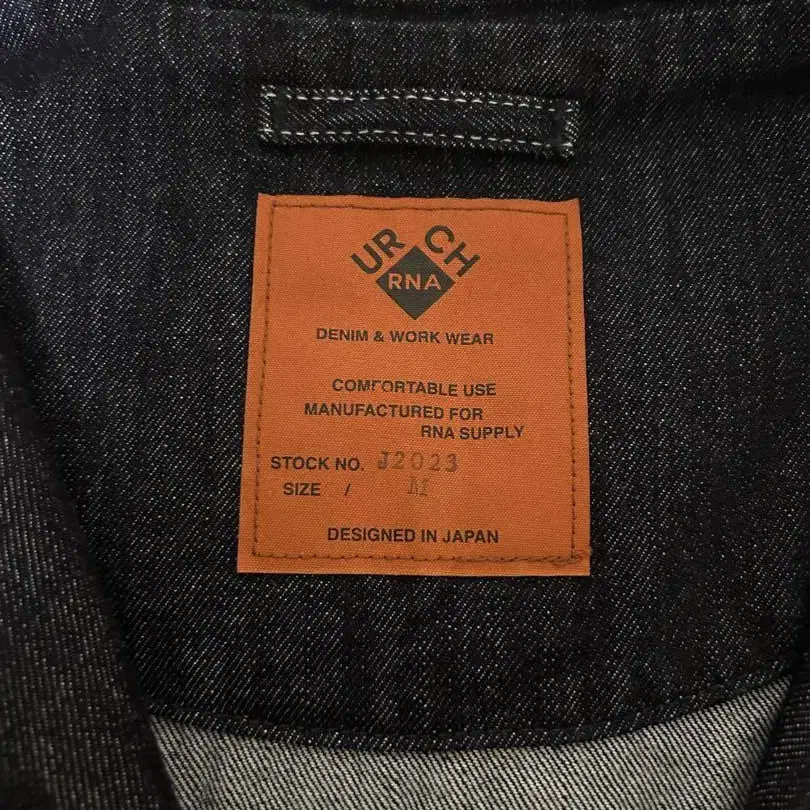 UR CH
RNA
DENIM & WORK WEAR
COMFORTABLE USE
MANUFACTURED FOR
RNA SUPPLY
STOCK NO. J2023
SIZE / M
DESIGNED IN JAPAN